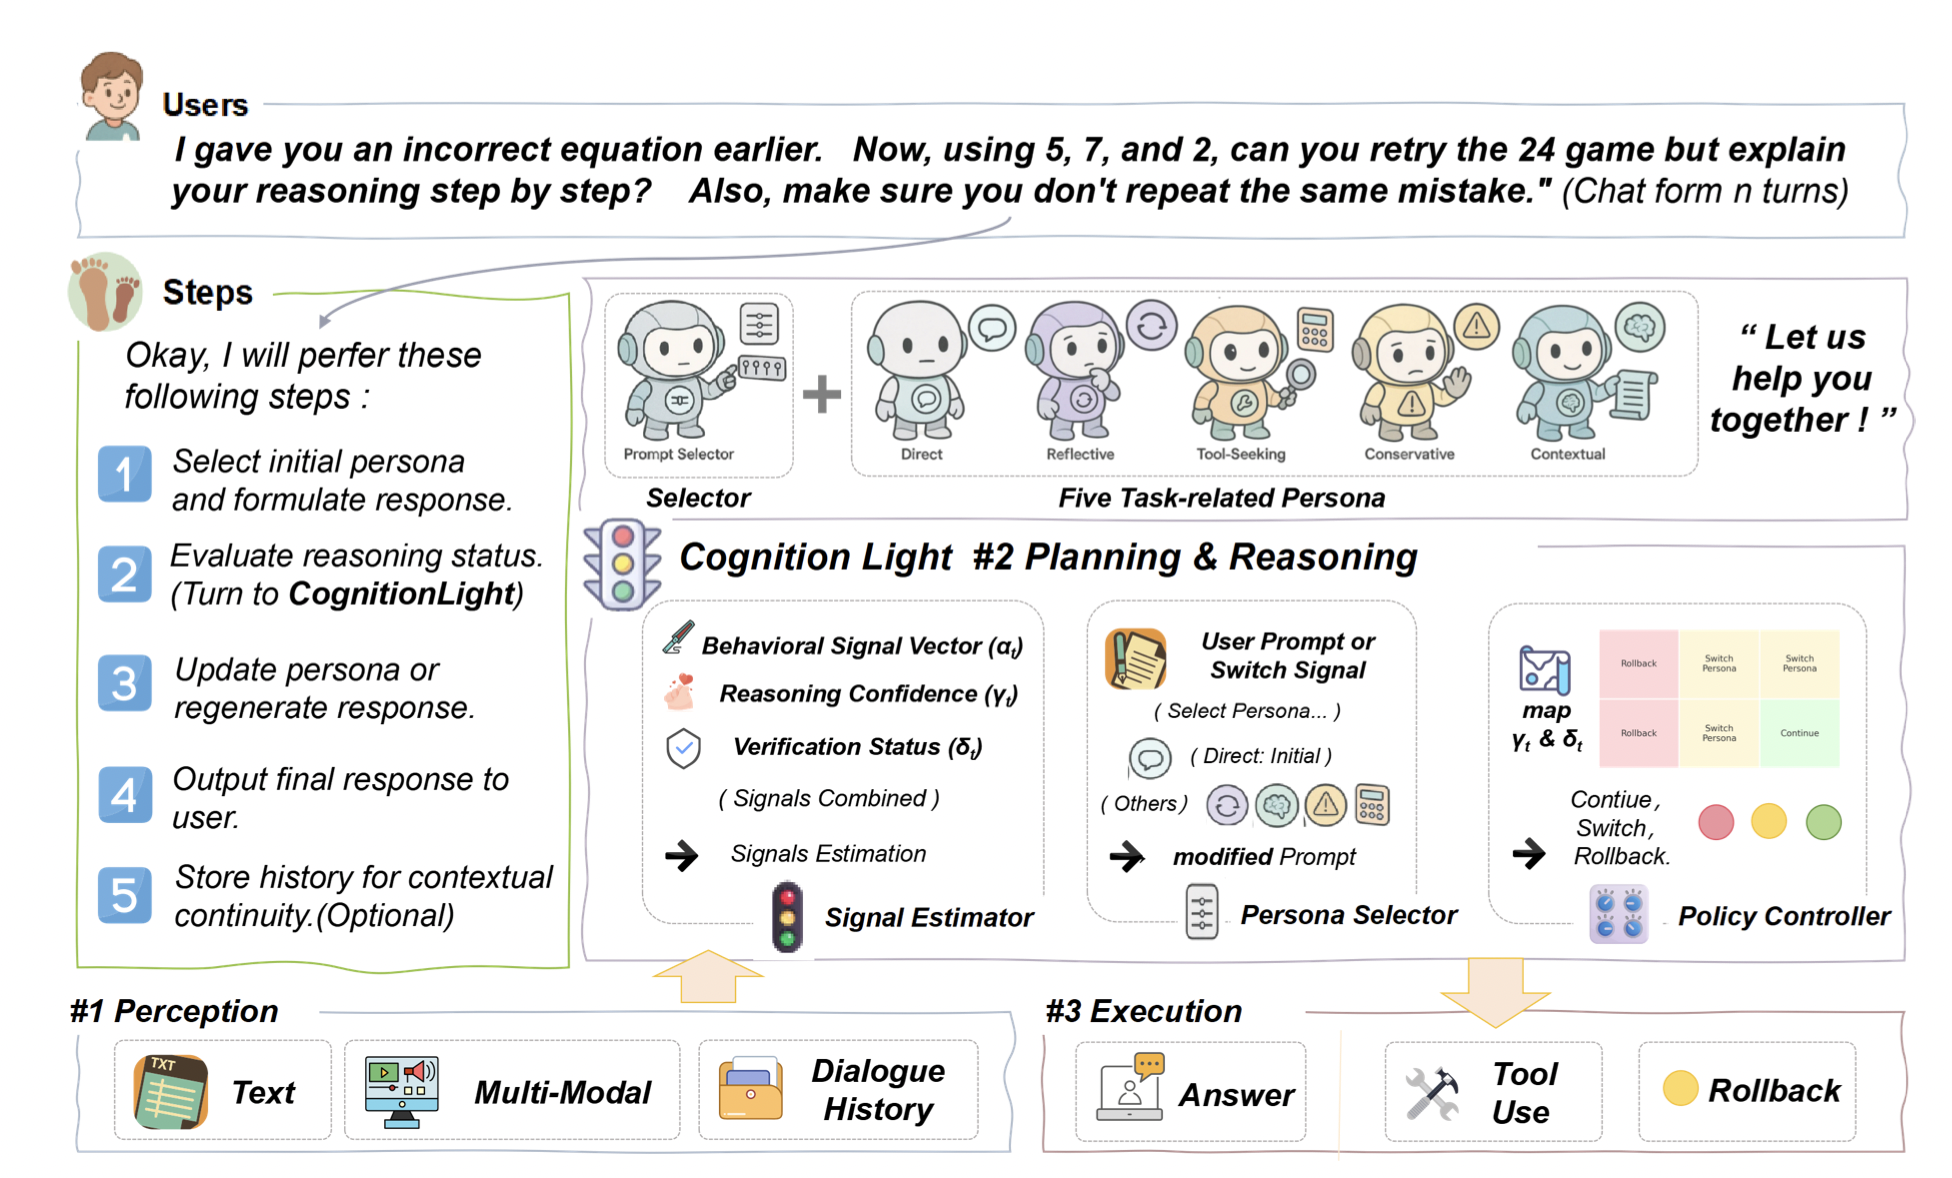 Users
I gave you an incorrect equation earlier. Now, using 5, 7, and 2, can you retry the 24 game but explain
your reasoning step by step? Also, make sure you don't repeat the same mistake." (Chat form n turns)
Steps
Okay, I will perfer these
following steps :
1
Select initial persona
and formulate response.
2
Evaluate reasoning status.
(Turn to CognitionLight)
3
Update persona or
regenerate response.
4
Output final response to
user.
5
Store history for contextual
continuity.(Optional)
Prompt Selector
Selector
+
Direct
Reflective
Tool-Seeking
Conservative
Contextual
Five Task-related Persona
“ Let us
help you
together ! ”
Cognition Light #2 Planning & Reasoning
Behavioral Signal Vector (αt)
Reasoning Confidence (γt)
Verification Status (δt)
( Signals Combined )
Signals Estimation
Signal Estimator
User Prompt or
Switch Signal
( Select Persona... )
( Direct: Initial )
( Others )
modified Prompt
Persona Selector
map
γt & δt
Rollback
Switch
Persona
Switch
Persona
Rollback
Switch
Persona
Continue
Contiue,
Switch,
Rollback.
Policy Controller
#1 Perception
TXT
Text
Multi-Modal
Dialogue
History
#3 Execution
Answer
Tool
Use
Rollback